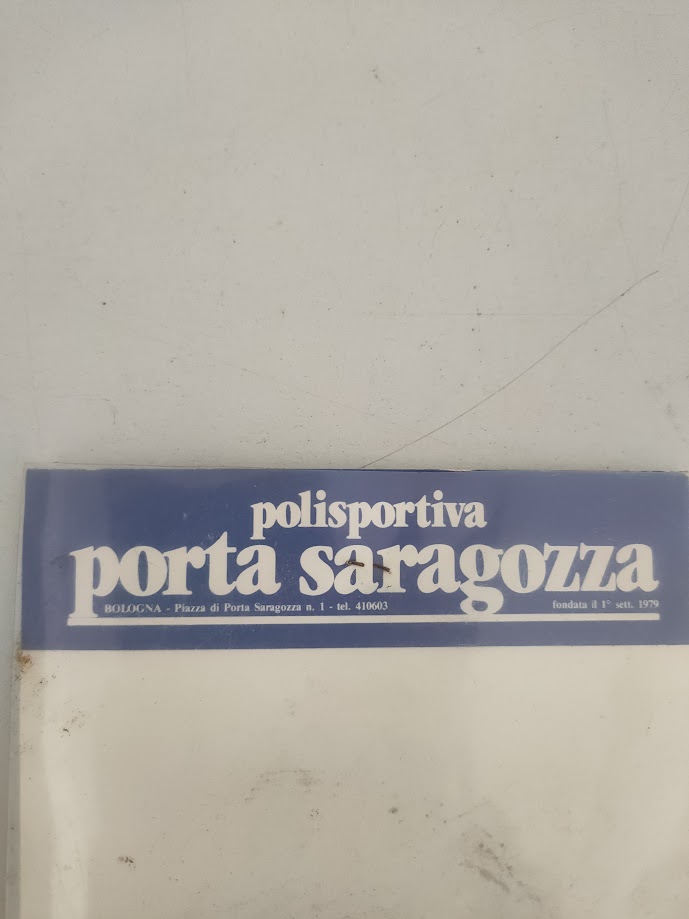 polisportiva
porta saragozza
BOLOGNA - Piazza di Porta Saragozza n. 1 - tel. 410603 fondata il 1° sett. 1979